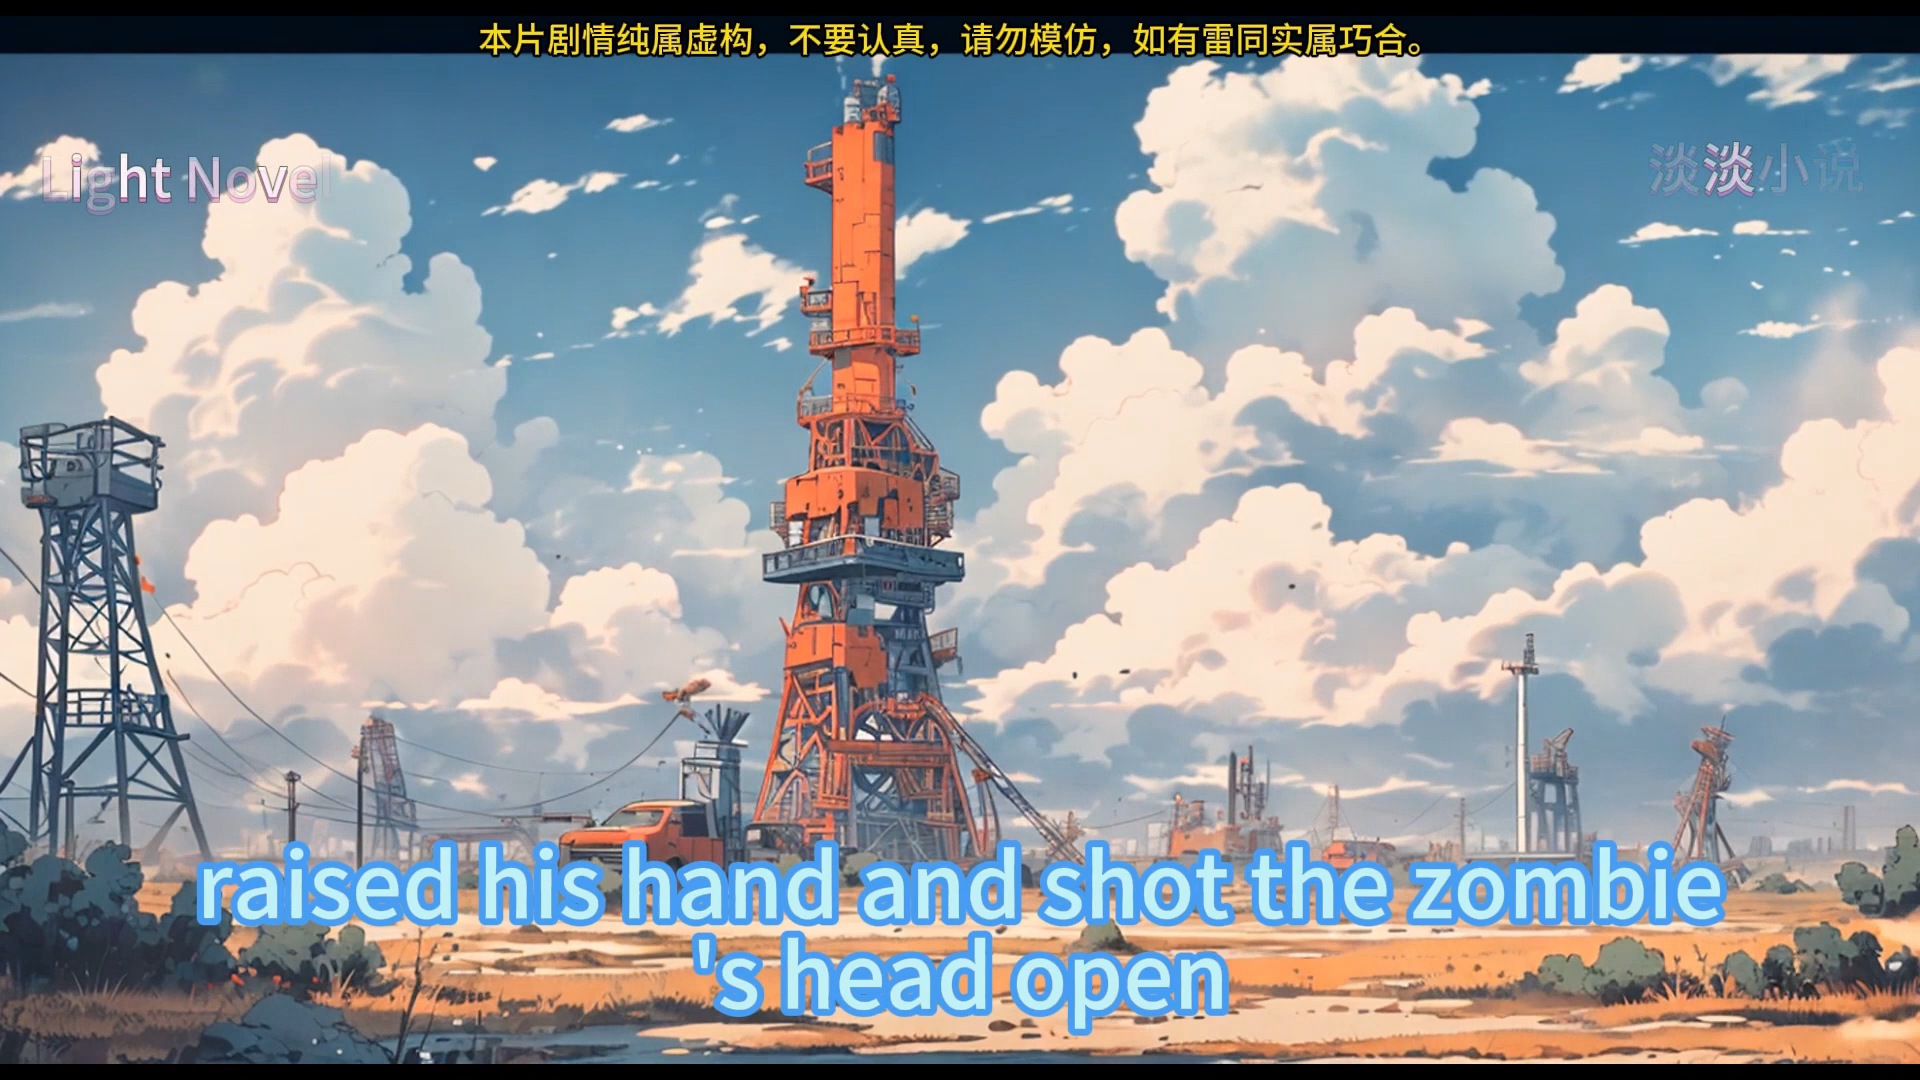 本片剧情纯属虚构，不要认真，请勿模仿，如有雷同实属巧合。
Light Novel
淡淡小说
raised his hand and shot the zombie
's head open